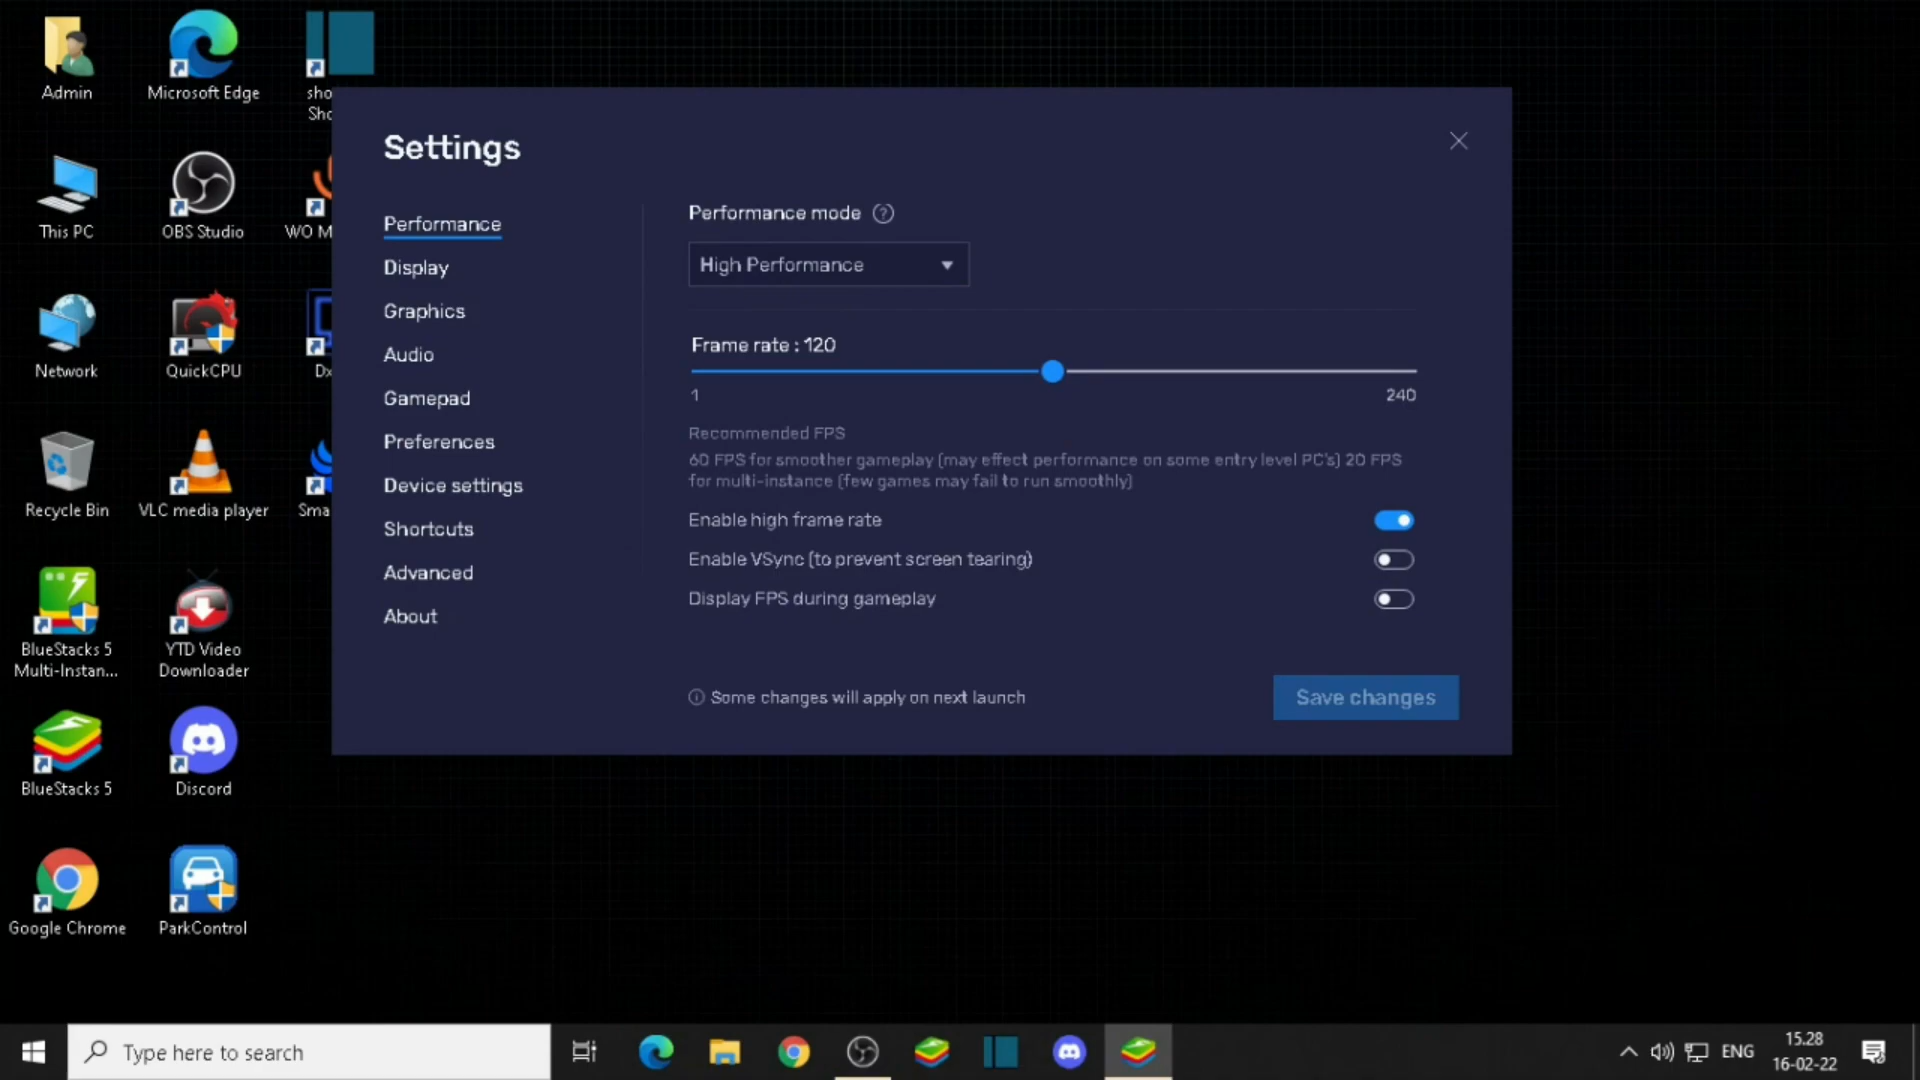 Admin
Microsoft Edge
sho
Sho
This PC
OBS Studio
WO M
Network
QuickCPU
Dx
Recycle Bin
VLC media player
Sma
BlueStacks 5
Multi-Instan...
YTD Video
Downloader
BlueStacks 5
Discord
Google Chrome
ParkControl
Settings
Performance
Display
Graphics
Audio
Gamepad
Preferences
Device settings
Shortcuts
Advanced
About
Performance mode ?
High Performance
Frame rate : 120
1
240
Recommended FPS
60 FPS for smoother gameplay (may effect performance on some entry level PC's) 20 FPS
for multi-instance (few games may fail to run smoothly)
Enable high frame rate
Enable VSync (to prevent screen tearing)
Display FPS during gameplay
Some changes will apply on next launch
Save changes
Type here to search
ENG
15.28
16-02-22